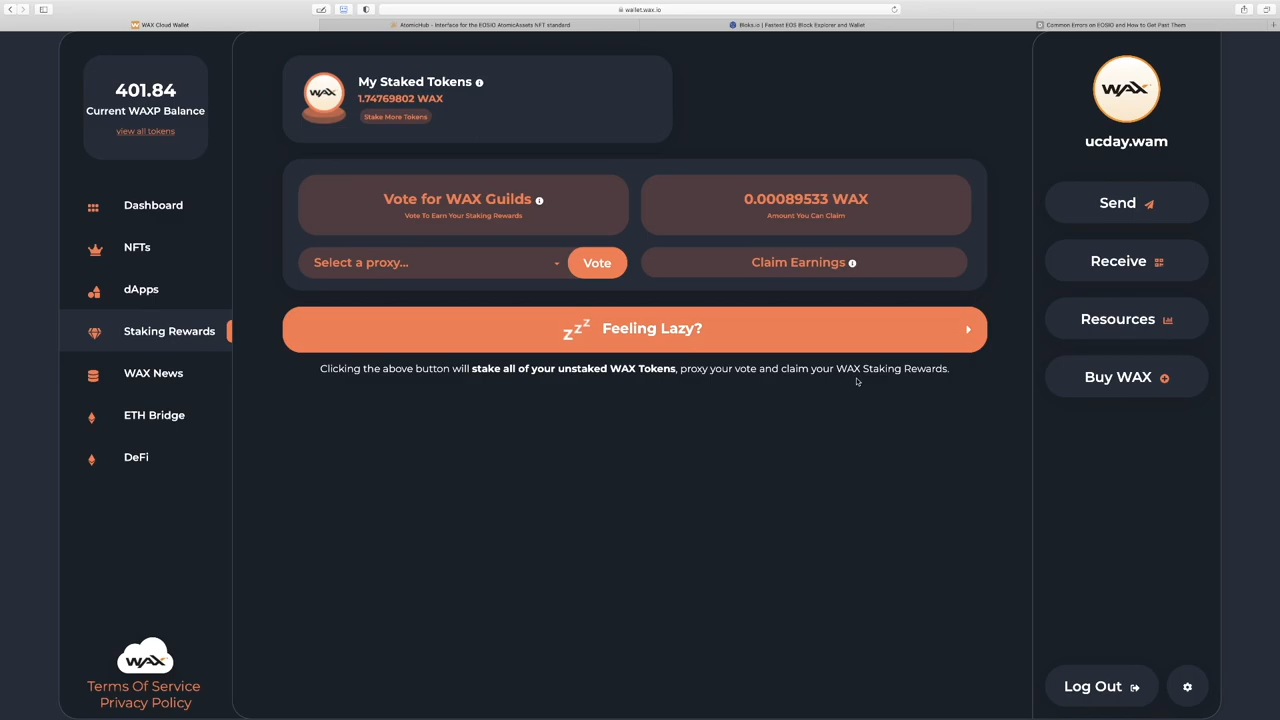 wallet.wax.io
WAX Cloud Wallet
AtomicHub - Interface for the EOSIO AtomicAssets NFT standard
Bloks.io | Fastest EOS Block Explorer and Wallet
Common Errors on EOSIO and How to Get Past Them
401.84
Current WAXP Balance
view all tokens
Dashboard
NFTs
dApps
Staking Rewards
WAX News
ETH Bridge
DeFi
WAX
Terms Of Service
Privacy Policy
WAX
My Staked Tokens
1.74769802 WAX
Stake More Tokens
Vote for WAX Guilds
Vote To Earn Your Staking Rewards
0.00089533 WAX
Amount You Can Claim
Select a proxy...
Vote
Claim Earnings
zzz Feeling Lazy?
Clicking the above button will stake all of your unstaked WAX Tokens, proxy your vote and claim your WAX Staking Rewards.
WAX
ucday.wam
Send
Receive
Resources
Buy WAX
Log Out